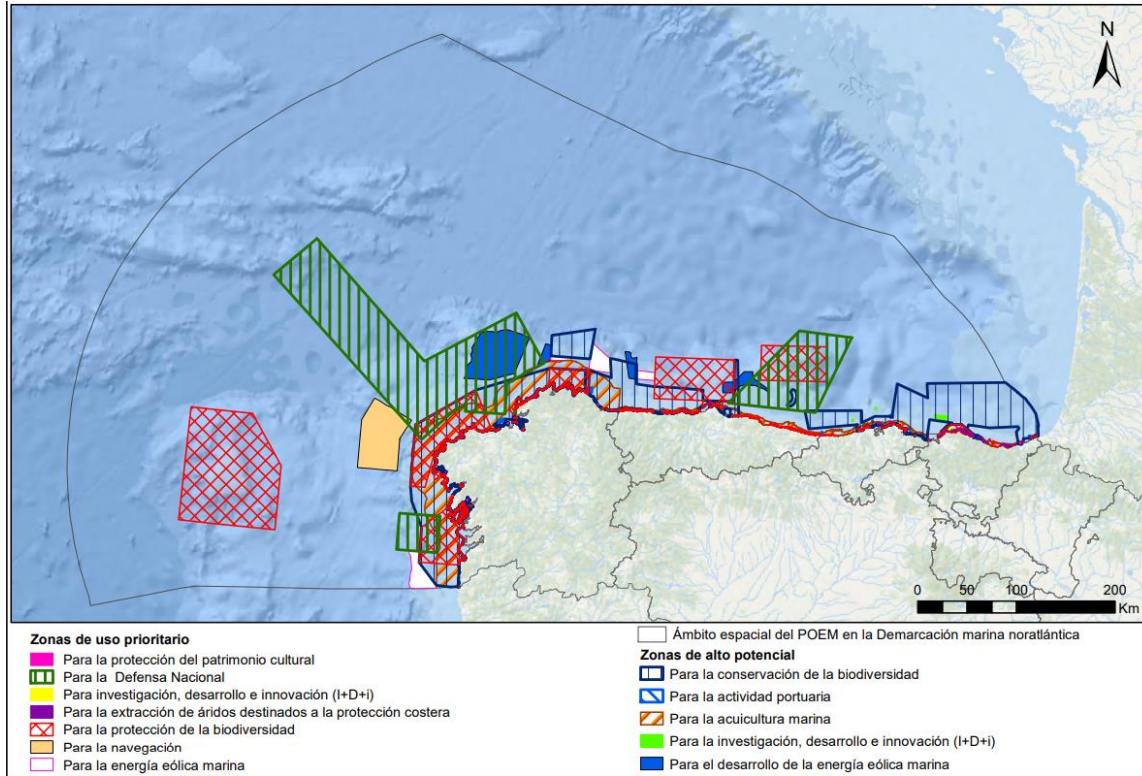 N
0 50 100 200
Km
Zonas de uso prioritario
Para la protección del patrimonio cultural
Para la Defensa Nacional
Para investigación, desarrollo e innovación (I+D+i)
Para la extracción de áridos destinados a la protección costera
Para la protección de la biodiversidad
Para la navegación
Para la energía eólica marina
Ámbito espacial del POEM en la Demarcación marina noratlántica
Zonas de alto potencial
Para la conservación de la biodiversidad
Para la actividad portuaria
Para la acuicultura marina
Para la investigación, desarrollo e innovación (I+D+i)
Para el desarrollo de la energía eólica marina